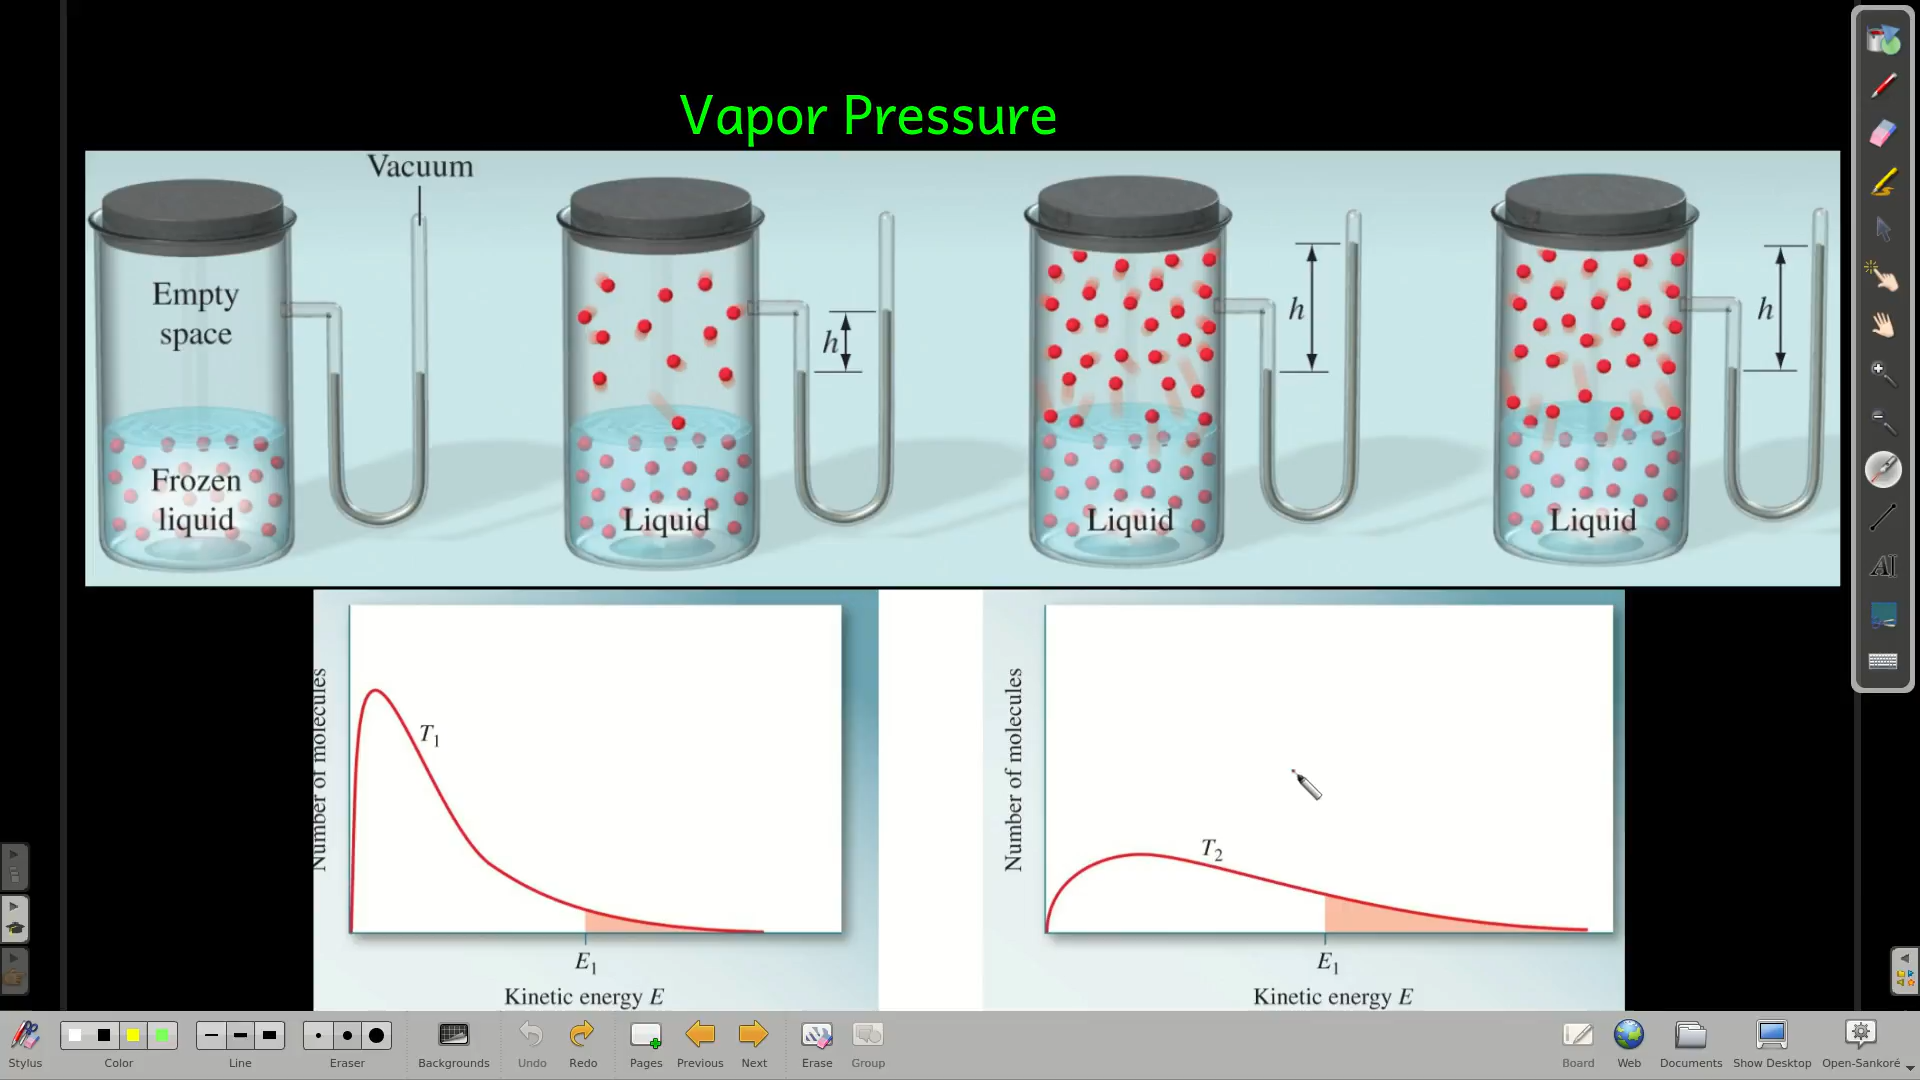 Vapor Pressure
Vacuum
Empty
space
Frozen
liquid
h
Liquid
h
Liquid
h
Liquid
Number of molecules
T1
E1
Kinetic energy E
Number of molecules
T2
E1
Kinetic energy E
AI
Stylus
Color
Line
Eraser
Backgrounds
Undo
Redo
Pages
Previous
Next
Erase
Group
Board
Web
Documents
Show Desktop
Open-Sankoré